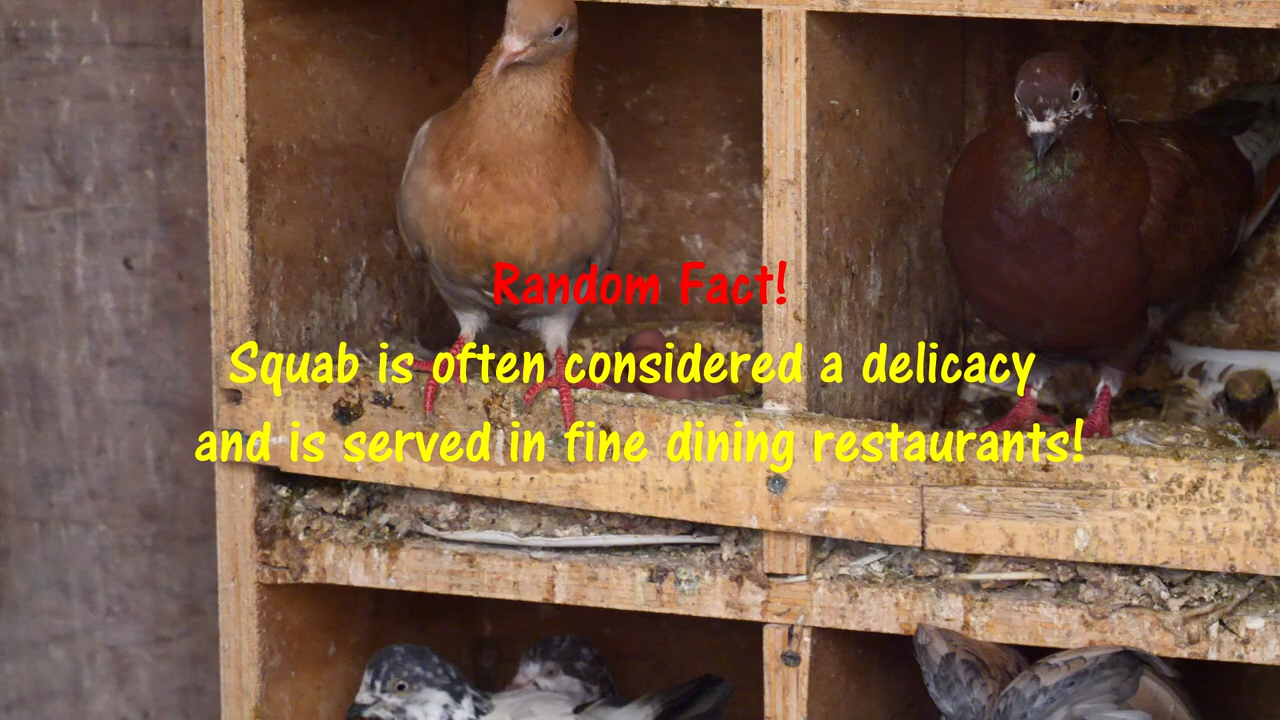 Random Fact!
Squab is often considered a delicacy
and is served in fine dining restaurants!